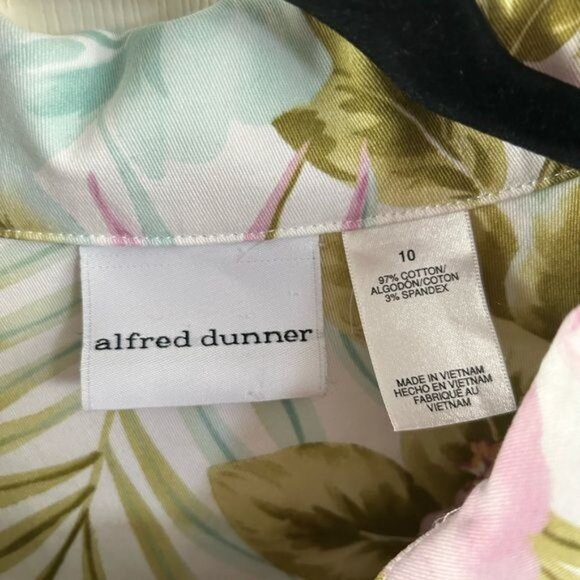 alfred dunner
10
97% COTTON/
ALGODÓN/COTON
3% SPANDEX
MADE IN VIETNAM
HECHO EN VIETNAM
FABRIQUÉ AU
VIETNAM